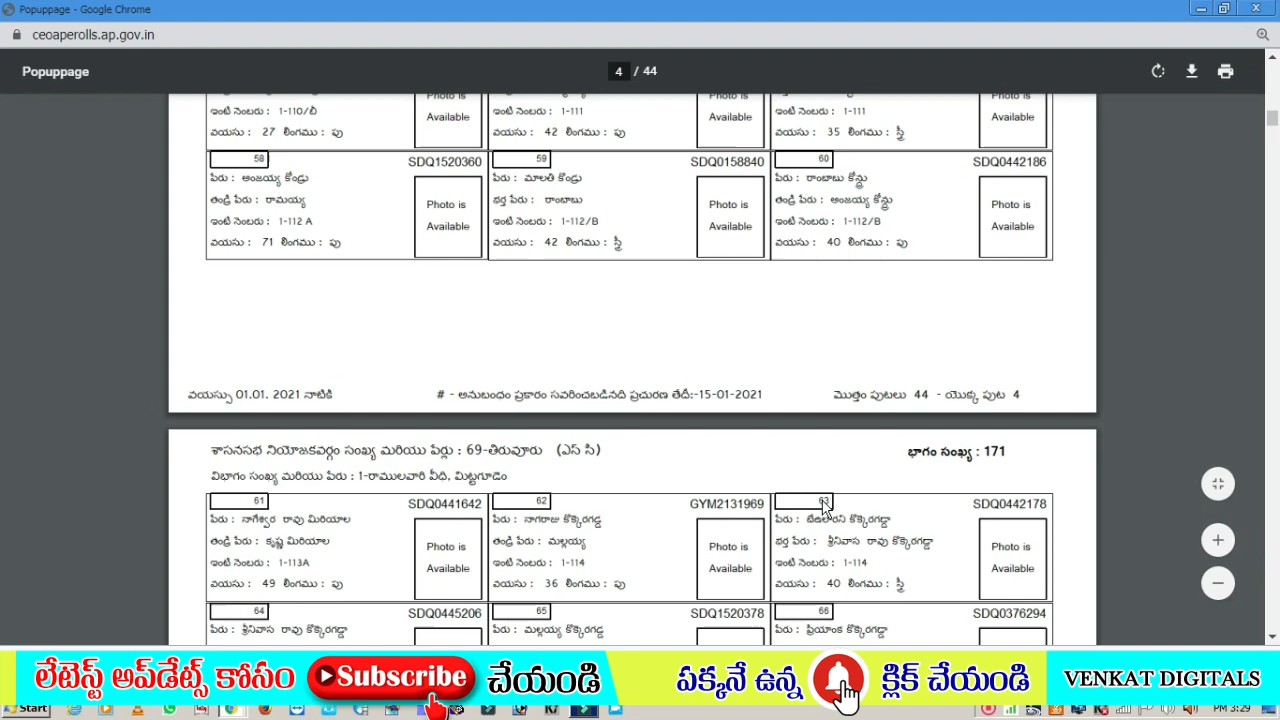 Popuppage - Google Chrome
ceoaperolls.ap.gov.in
Popuppage 4 / 44
Photo is Photo is Photo is
ఇంటి నెంబరు : 1-110/బీ Available ఇంటి నెంబరు : 1-111 Available ఇంటి నెంబరు : 1-111 Available
వయసు : 27 లింగము : పు వయసు : 42 లింగము : పు వయసు : 35 లింగము : స్త్రీ
58 SDQ1520360 59 SDQ0158840 60 SDQ0442186
పేరు : అంజయ్య కొండ్రు పేరు : మాలతి కొండ్రు పేరు : రాంబాబు కోన్డ్రు
తండ్రి పేరు : రామయ్య Photo is భర్త పేరు : రాంబాబు Photo is తండ్రి పేరు : అంజయ్య కోన్డ్రు Photo is
ఇంటి నెంబరు : 1-112 A Available ఇంటి నెంబరు : 1-112/B Available ఇంటి నెంబరు : 1-112/B Available
వయసు : 71 లింగము : పు వయసు : 42 లింగము : స్త్రీ వయసు : 40 లింగము : పు
వయస్సు 01.01. 2021 నాటికి # - అనుబంధం ప్రకారం సవరించబడినది ప్రచురణ తేదీ:-15-01-2021 మొత్తం పుటలు 44 - యొక్క పుట 4
శాసనసభ నియోజకవర్గం సంఖ్య మరియు పేర్లు : 69-తిరువూరు (ఎస్ సి) భాగం సంఖ్య : 171
విభాగం సంఖ్య మరియు పేరు : 1-రాములవారి వీధి, మిట్టగూడెం
61 SDQ0441642 62 GYM2131969 63 SDQ0442178
పేరు : నాగేశ్వర రావు మిరియాల పేరు : నాగరాజు కొక్కెరగడ్డ పేరు : కొక్కెరగడ్డా
తండ్రి పేరు : కృష్ణ మిరియాల Photo is తండ్రి పేరు : మల్లయ్య Photo is భర్త పేరు : శ్రీనివాస రావు కొక్కెరగడ్డా Photo is
ఇంటి నెంబరు : 1-113A Available ఇంటి నెంబరు : 1-114 Available ఇంటి నెంబరు : 1-114 Available
వయసు : 49 లింగము : పు వయసు : 36 లింగము : పు వయసు : 40 లింగము : స్త్రీ
64 SDQ0445206 65 SDQ1520378 66 SDQ0376294
పేరు : శ్రీనివాస రావు కొక్కెరగడ్డా పేరు : మల్లయ్య కొక్కెరగడ్డ పేరు : ప్రియాంక కొక్కెరగడ్డా
లేటెస్ట్ అప్‌డేట్స్ కోసం Subscribe చేయండి పక్కనే ఉన్న క్లిక్ చేయండి VENKAT DIGITALS
Start PM 3:29